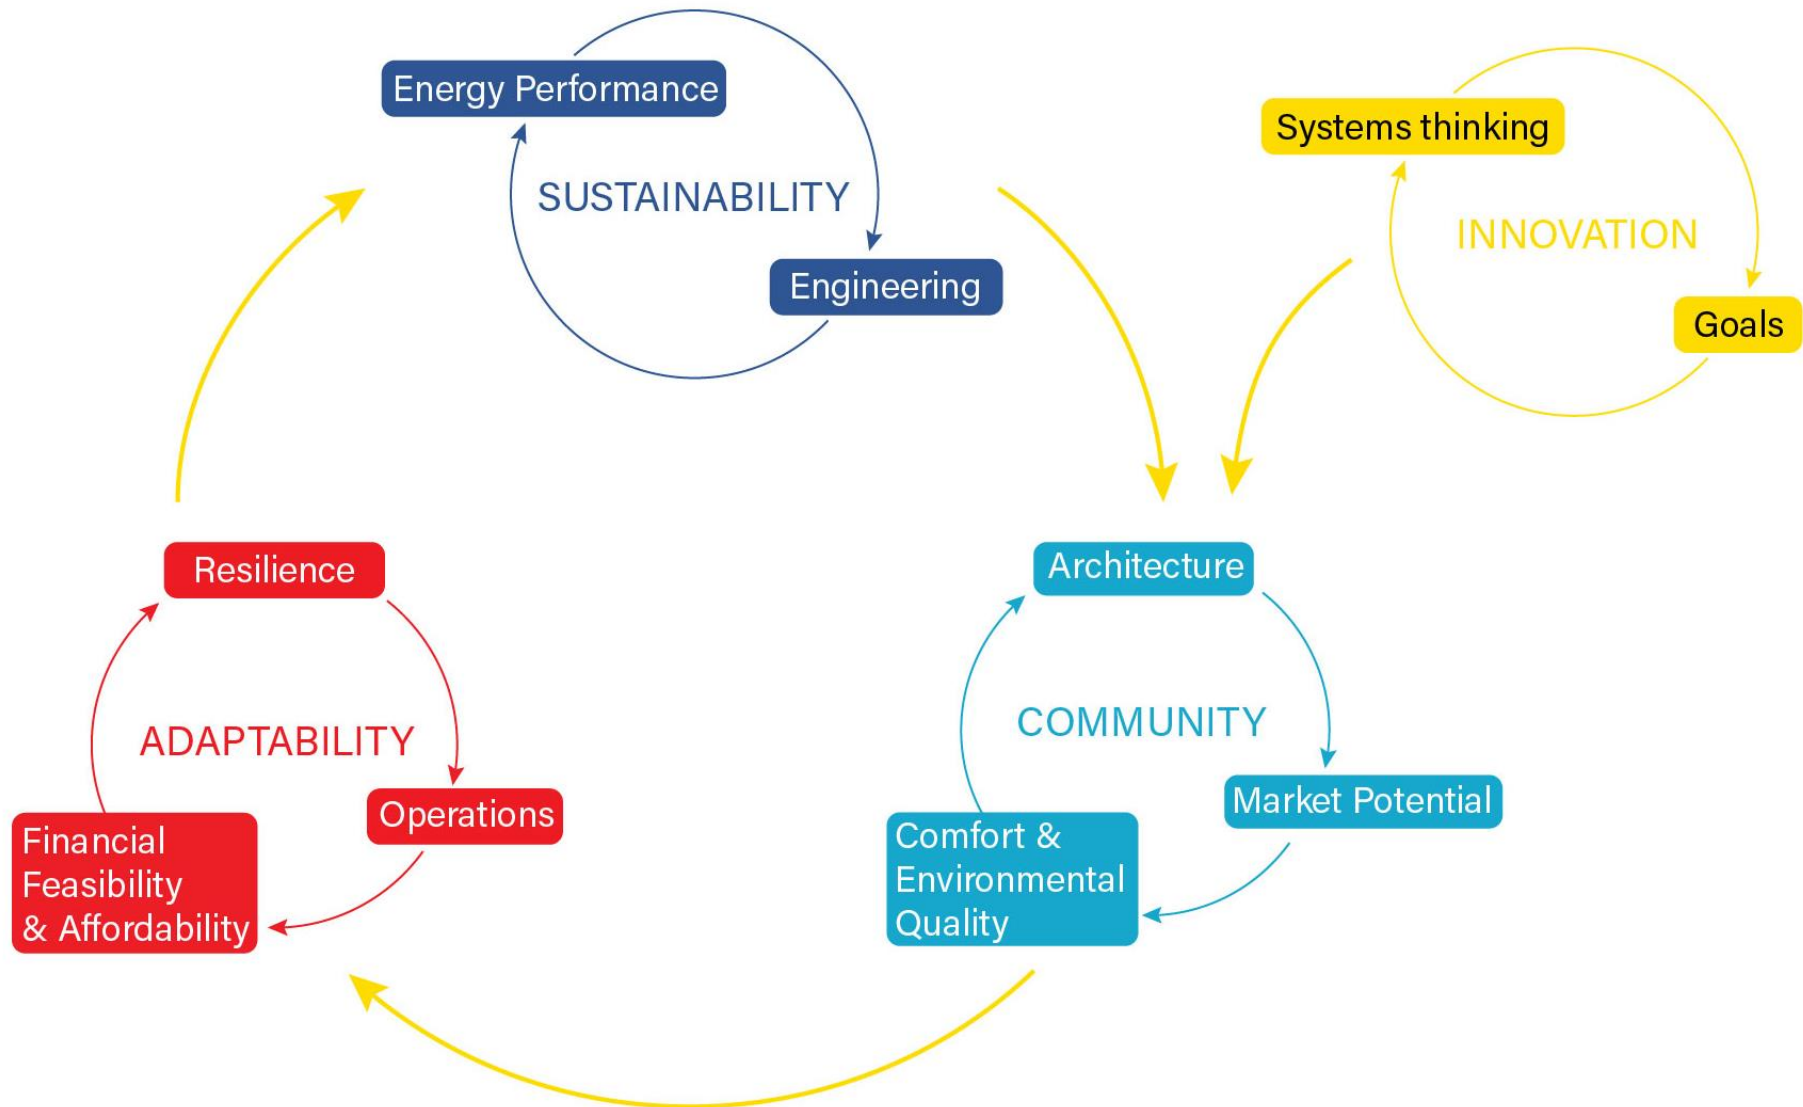 Energy Performance
SUSTAINABILITY
Engineering
Systems thinking
INNOVATION
Goals
Resilience
ADAPTABILITY
Operations
Financial
Feasibility
& Affordability
Architecture
COMMUNITY
Market Potential
Comfort &
Environmental
Quality